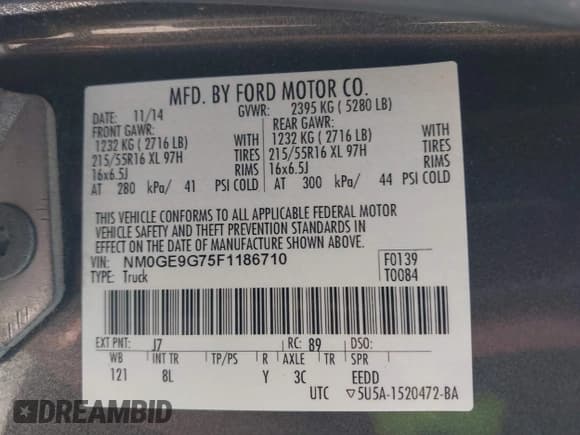 MFD. BY FORD MOTOR CO.
DATE: 11/14 GVWR: 2395 KG ( 5280 LB)
FRONT GAWR: REAR GAWR:
1232 KG ( 2716 LB) WITH 1232 KG ( 2716 LB) WITH
215/55R16 XL 97H TIRES 215/55R16 XL 97H TIRES
16x6.5J RIMS 16x6.5J RIMS
AT 280 kPa/ 41 PSI COLD AT 300 kPa/ 44 PSI COLD
THIS VEHICLE CONFORMS TO ALL APPLICABLE FEDERAL MOTOR
VEHICLE SAFETY AND THEFT PREVENTION STANDARDS IN
EFFECT ON THE DATE OF MANUFACTURE SHOWN ABOVE.
VIN: NM0GE9G75F1186710 F0139
TYPE: Truck T0084
EXT PNT: J7 RC: 89 DSO:
WB INT TR TP/PS R AXLE TR SPR
121 8L Y 3C EEDD
UTC ▽5U5A-1520472-BA
DREAMBID